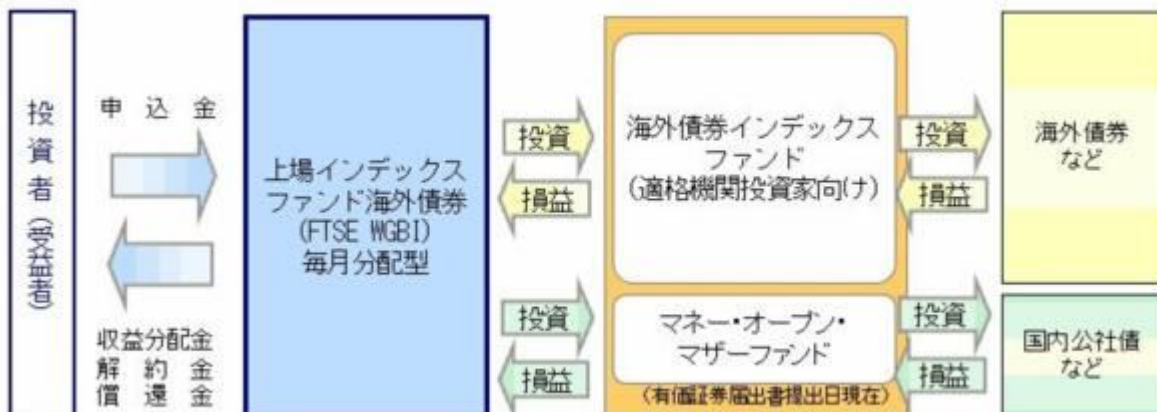 投資者(受益者)
申込金
収益分配金
解約金
償還金
上場インデックス
ファンド海外債券
(FTSE WGBI)
毎月分配型
投資
損益
投資
損益
海外債券インデックス
ファンド
(適格機関投資家向け)
マネー・オープン・
マザーファンド
(有価証券届出書提出日現在)
投資
損益
投資
損益
海外債券
など
国内公社債
など